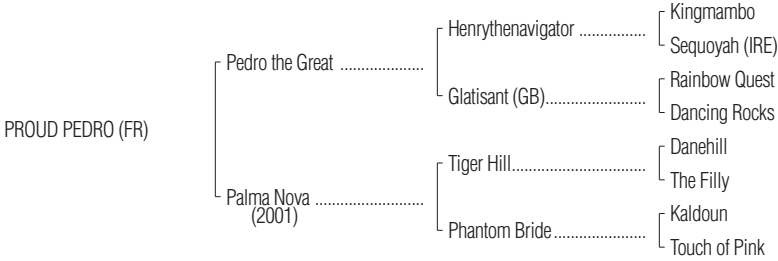 Kingmambo
Henrythenavigator ................
Sequoyah (IRE)
Pedro the Great ....................
Rainbow Quest
Glatisant (GB)........................
Dancing Rocks
PROUD PEDRO (FR)
Danehill
Tiger Hill................................
The Filly
Palma Nova ..........................
(2001)
Kaldoun
Phantom Bride ......................
Touch of Pink